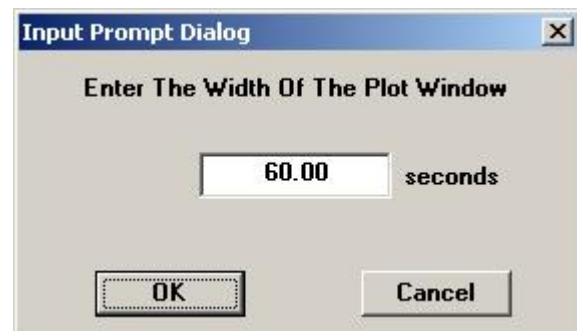 Input Prompt Dialog
Enter The Width Of The Plot Window
60.00 seconds
OK Cancel